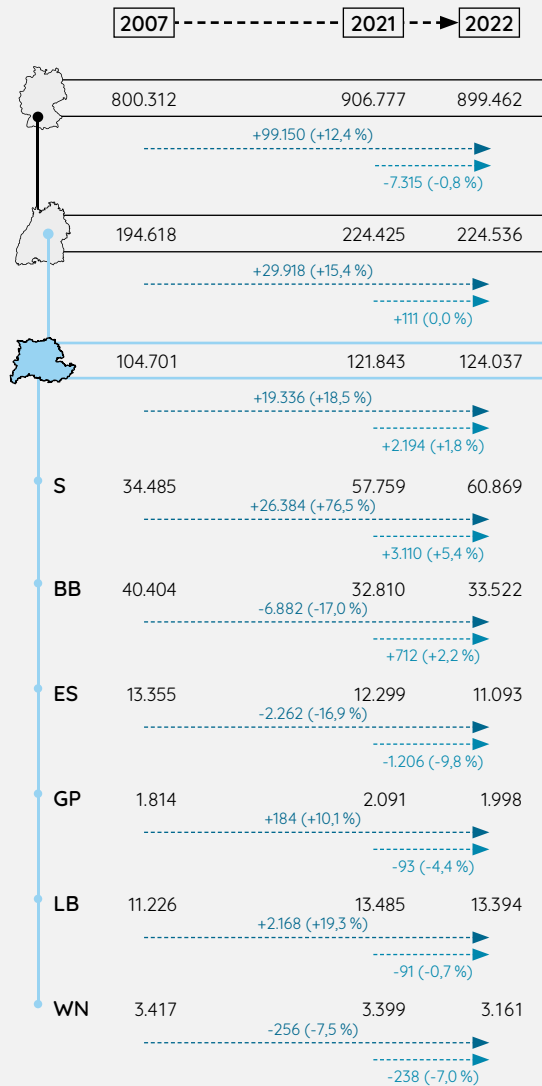 2007 2021 2022
800.312 906.777 899.462
+99.150 (+12,4 %)
-7.315 (-0,8 %)
194.618 224.425 224.536
+29.918 (+15,4 %)
+111 (0,0 %)
104.701 121.843 124.037
+19.336 (+18,5 %)
+2.194 (+1,8 %)
S 34.485 57.759 60.869
+26.384 (+76,5 %)
+3.110 (+5,4 %)
BB 40.404 32.810 33.522
-6.882 (-17,0 %)
+712 (+2,2 %)
ES 13.355 12.299 11.093
-2.262 (-16,9 %)
-1.206 (-9,8 %)
GP 1.814 2.091 1.998
+184 (+10,1 %)
-93 (-4,4 %)
LB 11.226 13.485 13.394
+2.168 (+19,3 %)
-91 (-0,7 %)
WN 3.417 3.399 3.161
-256 (-7,5 %)
-238 (-7,0 %)